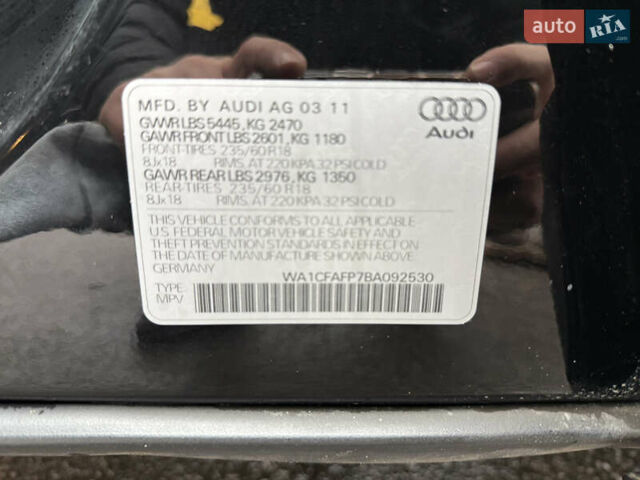 auto RIA .com
MFD. BY AUDI AG 03 11
GVWR LBS 5445, KG 2470
GAWR FRONT LBS 2601, KG 1180
FRONT-TIRES 235/60 R18
8Jx18 RIMS. AT 220 KPA 32 PSI COLD
GAWR REAR LBS 2976, KG 1350
REAR-TIRES 235/60 R18
8Jx18 RIMS. AT 220 KPA 32 PSI COLD
Audi
THIS VEHICLE CONFORMS TO ALL APPLICABLE
U.S. FEDERAL MOTOR VEHICLE SAFETY AND
THEFT PREVENTION STANDARDS IN EFFECT ON
THE DATE OF MANUFACTURE SHOWN ABOVE.
GERMANY WA1CFAFP7BA092530
TYPE:
MPV